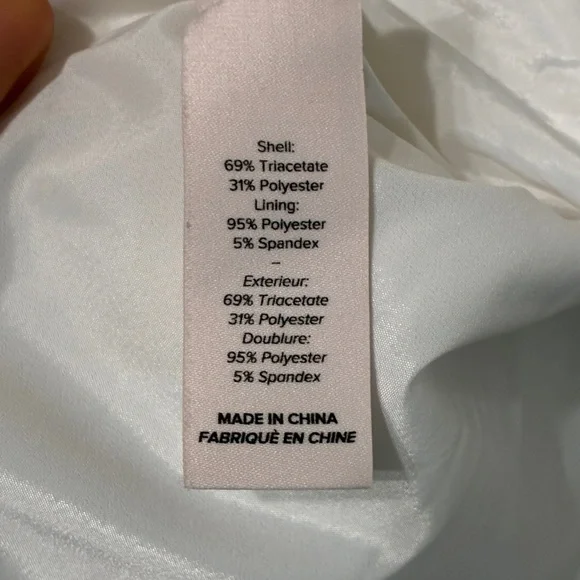 Shell:
69% Triacetate
31% Polyester
Lining:
95% Polyester
5% Spandex
–
Exterieur:
69% Triacetate
31% Polyester
Doublure:
95% Polyester
5% Spandex
MADE IN CHINA
FABRIQUÈ EN CHINE